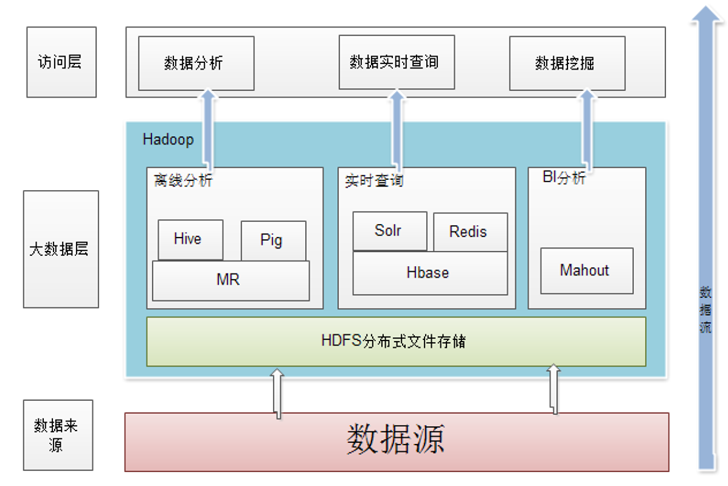 访问层
数据分析
数据实时查询
数据挖掘
Hadoop
离线分析
实时查询
BI分析
大数据层
Hive
Pig
MR
Solr
Redis
Hbase
Mahout
HDFS分布式文件存储
数据来
源
数据源
数
据
流